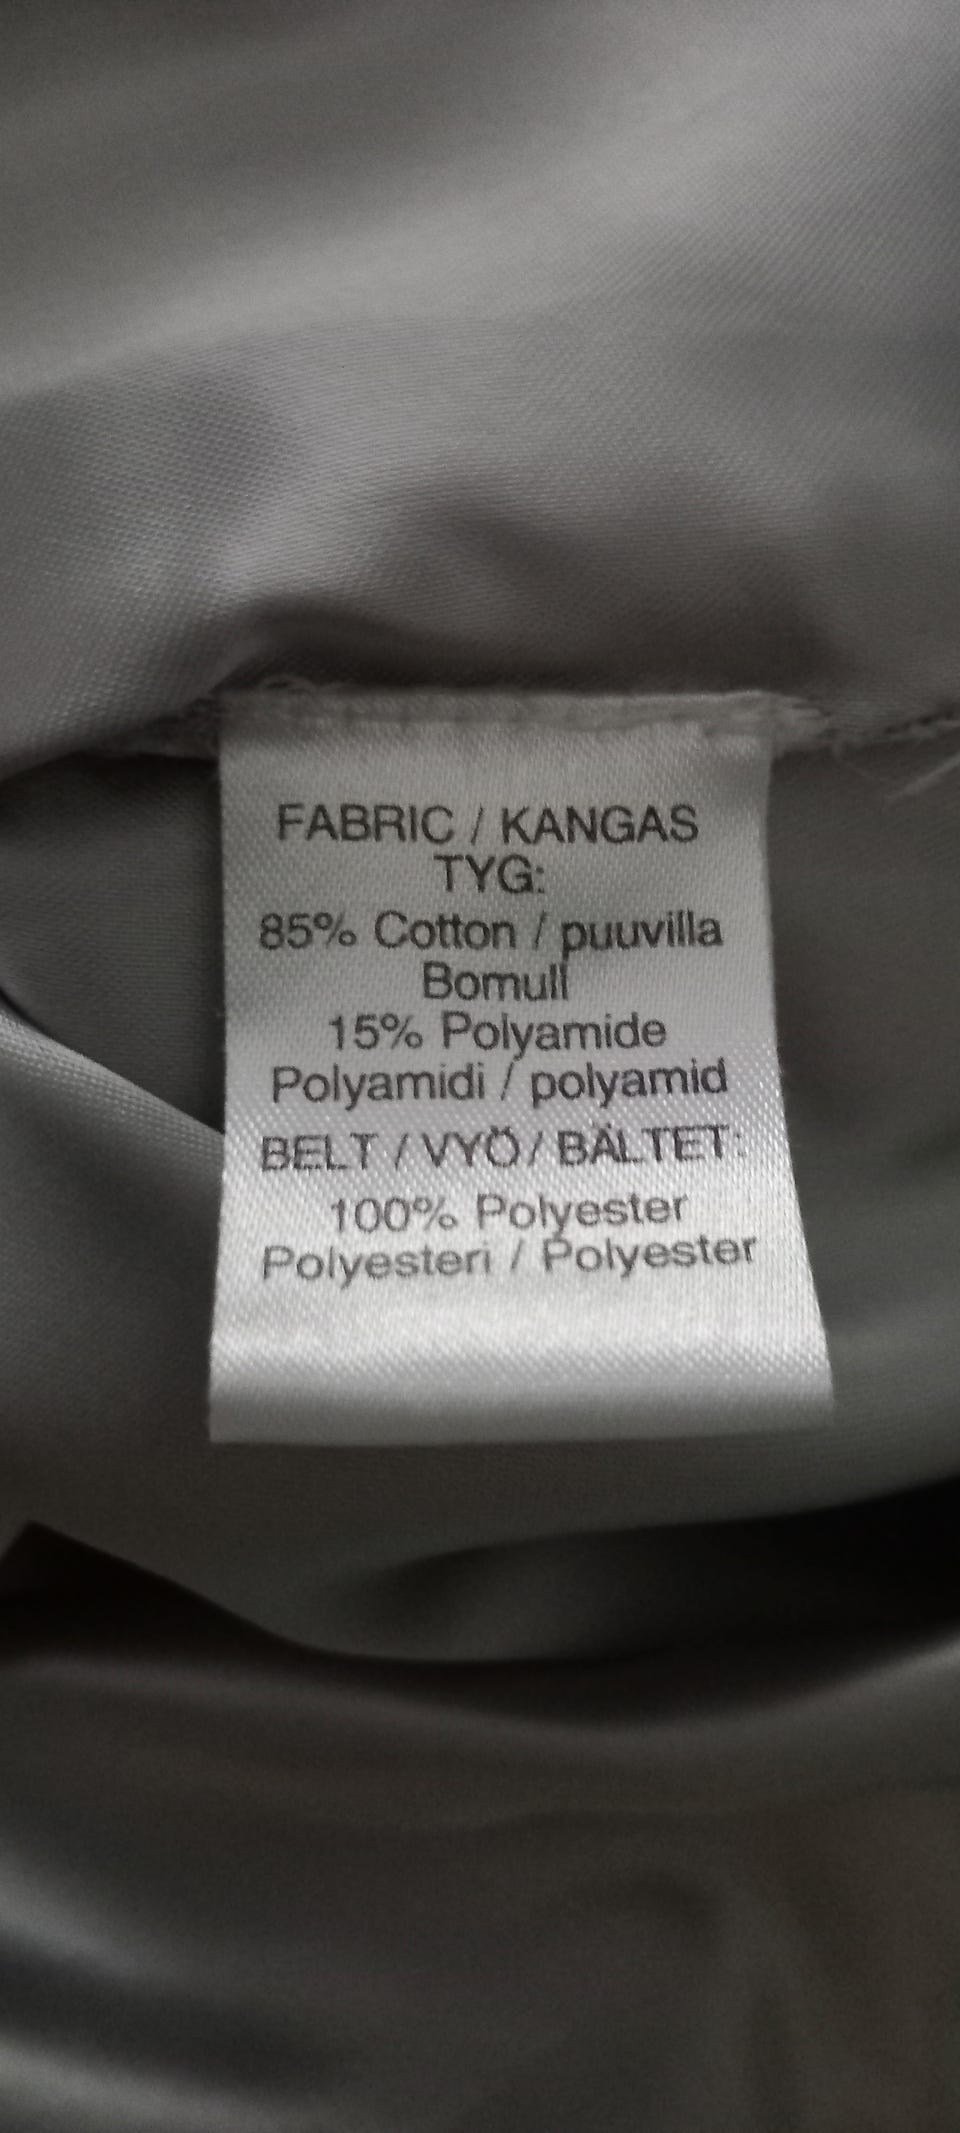 FABRIC / KANGAS
TYG:
85% Cotton / puuvilla
Bomull
15% Polyamide
Polyamidi / polyamid
BELT / VYÖ / BÄLTET:
100% Polyester
Polyesteri / Polyester